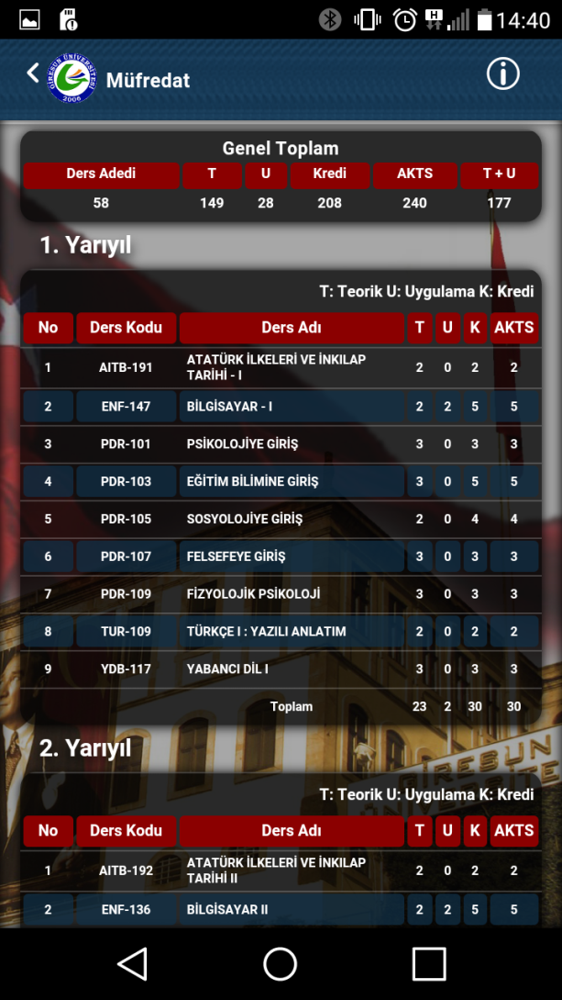 14:40
GİRESUN ÜNİVERSİTESİ
2006
Müfredat
Genel Toplam
Ders Adedi T U Kredi AKTS T + U
58 149 28 208 240 177
1. Yarıyıl
T: Teorik U: Uygulama K: Kredi
No Ders Kodu Ders Adı T U K AKTS
1 AITB-191 ATATÜRK İLKELERİ VE İNKILAP
TARİHİ - I 2 0 2 2
2 ENF-147 BİLGİSAYAR - I 2 2 5 5
3 PDR-101 PSİKOLOJİYE GİRİŞ 3 0 3 3
4 PDR-103 EĞİTİM BİLİMİNE GİRİŞ 3 0 5 5
5 PDR-105 SOSYOLOJİYE GİRİŞ 2 0 4 4
6 PDR-107 FELSEFEYE GİRİŞ 3 0 3 3
7 PDR-109 FİZYOLOJİK PSİKOLOJİ 3 0 3 3
8 TUR-109 TÜRKÇE I : YAZILI ANLATIM 2 0 2 2
9 YDB-117 YABANCI DİL I 3 0 3 3
Toplam 23 2 30 30
2. Yarıyıl
GİRESUN
T: Teorik U: Uygulama K: Kredi
No Ders Kodu Ders Adı T U K AKTS
1 AITB-192 ATATÜRK İLKELERİ VE İNKILAP
TARİHİ II 2 0 2 2
2 ENF-136 BİLGİSAYAR II 2 2 5 5